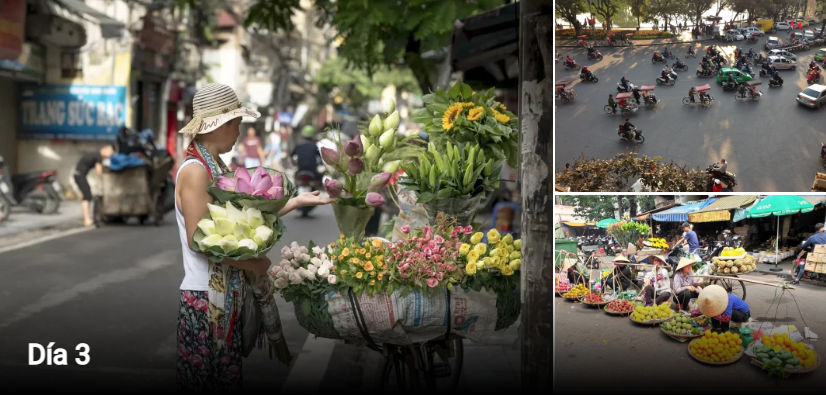 TRANG SỨC BẠC
Día 3